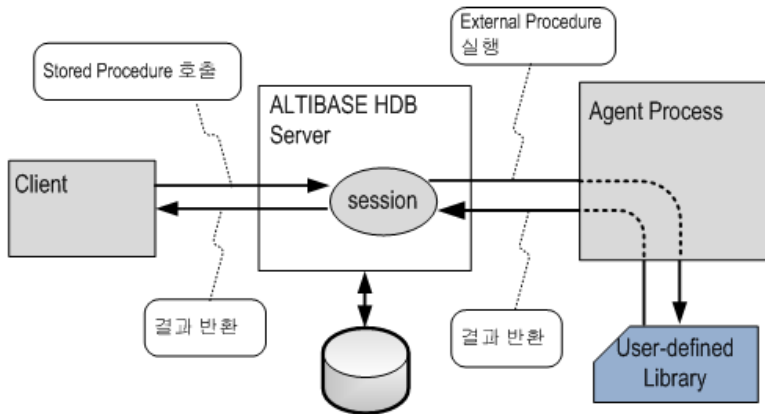 External Procedure
실행
Stored Procedure 호출
ALTIBASE HDB
Server
Agent Process
Client
session
결과 반환
결과 반환
User-defined
Library